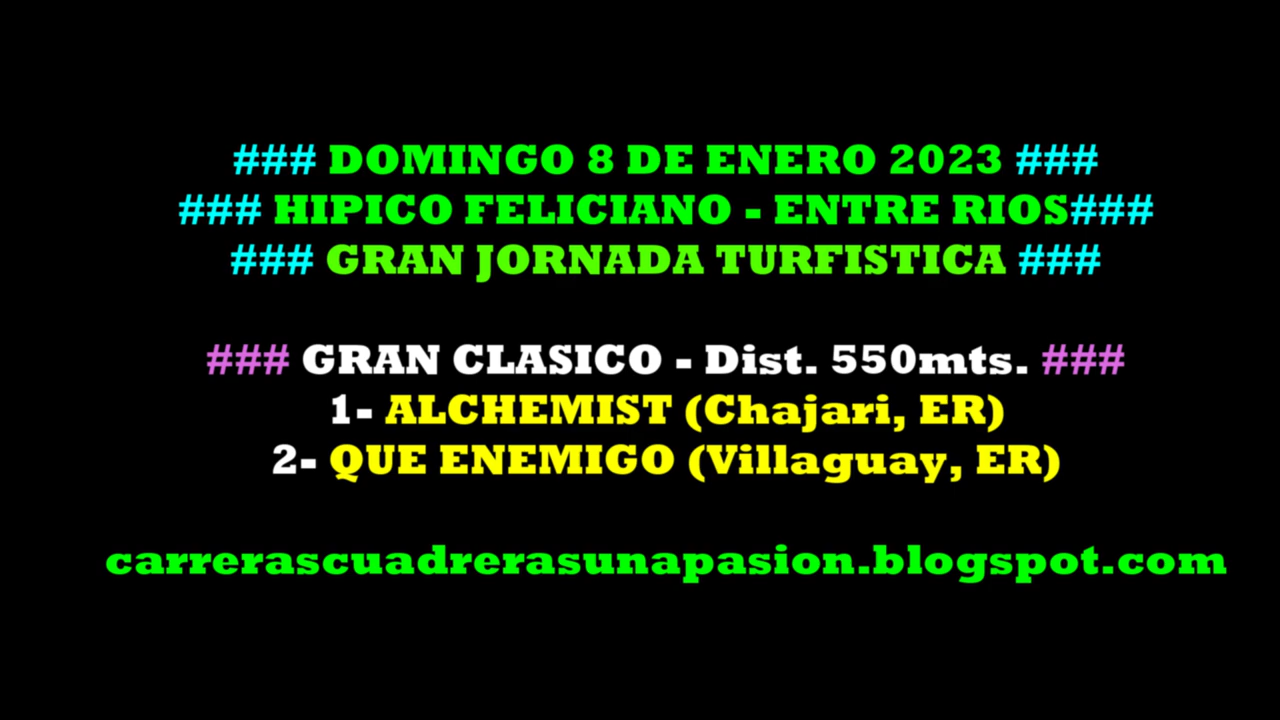 ### DOMINGO 8 DE ENERO 2023 ###
### HIPICO FELICIANO - ENTRE RIOS###
### GRAN JORNADA TURFISTICA ###
### GRAN CLASICO - Dist. 550mts. ###
1- ALCHEMIST (Chajari, ER)
2- QUE ENEMIGO (Villaguay, ER)
carrerascuadrerasunapasion.blogspot.com